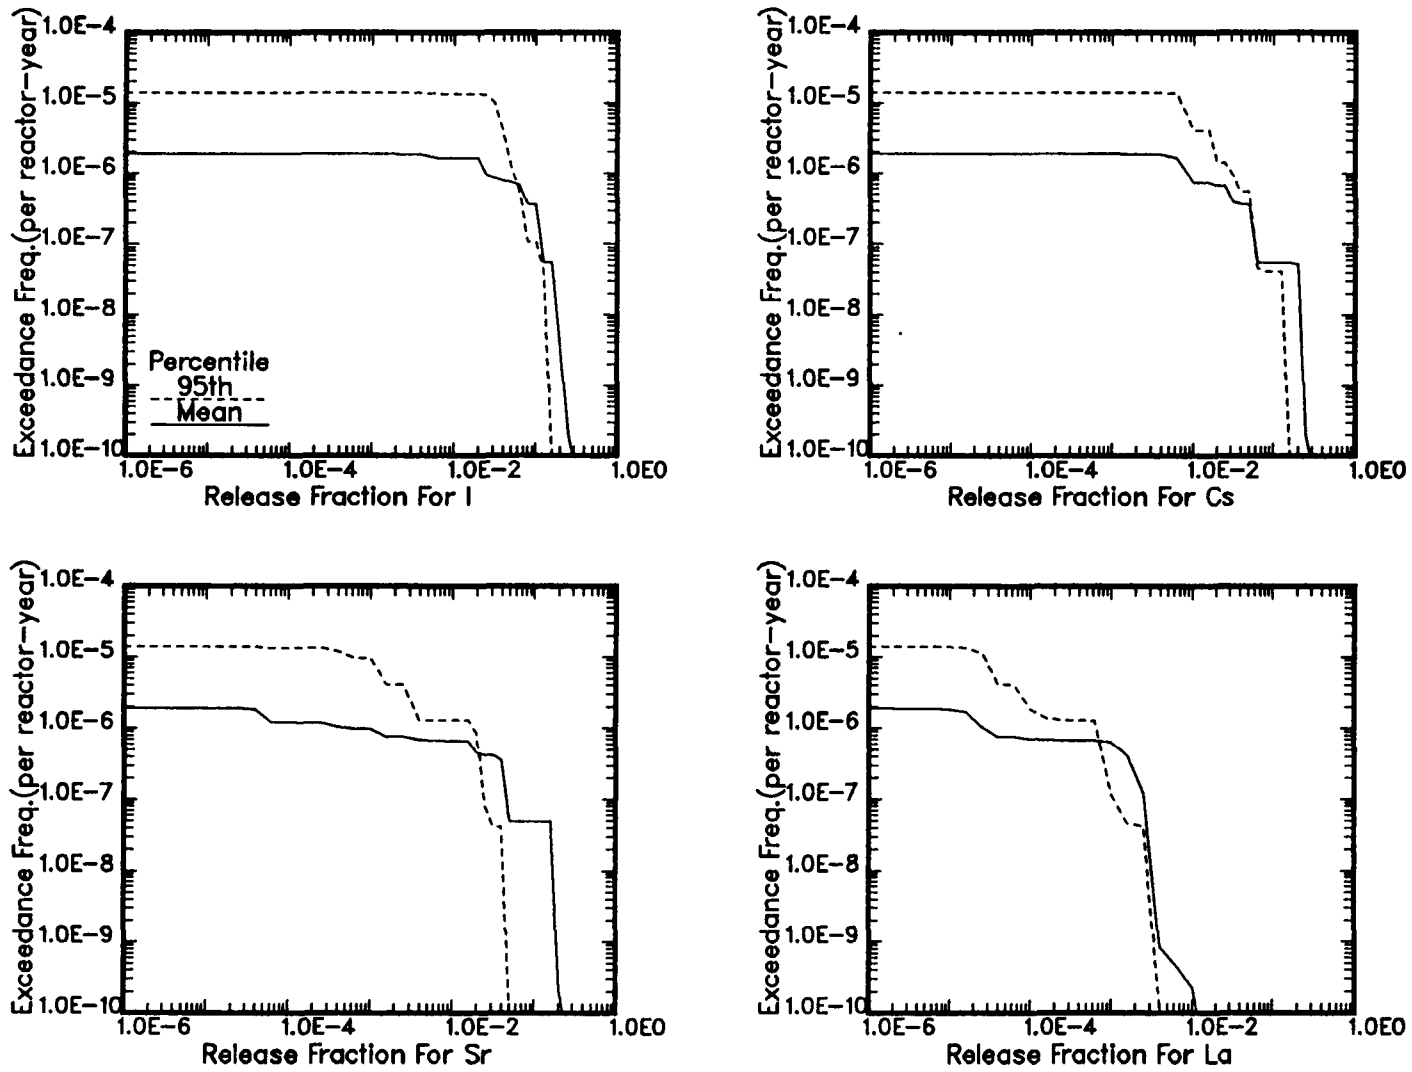 Exceedance Freq.(per reactor-year)
1.0E-4
1.0E-5
1.0E-6
1.0E-7
1.0E-8
1.0E-9
1.0E-10
Percentile
95th
Mean
1.0E-6 1.0E-4 1.0E-2 1.0E0
Release Fraction For I
Exceedance Freq.(per reactor-year)
1.0E-4
1.0E-5
1.0E-6
1.0E-7
1.0E-8
1.0E-9
1.0E-10
1.0E-6 1.0E-4 1.0E-2 1.0E0
Release Fraction For Cs
Exceedance Freq.(per reactor-year)
1.0E-4
1.0E-5
1.0E-6
1.0E-7
1.0E-8
1.0E-9
1.0E-10
1.0E-6 1.0E-4 1.0E-2 1.0E0
Release Fraction For Sr
Exceedance Freq.(per reactor-year)
1.0E-4
1.0E-5
1.0E-6
1.0E-7
1.0E-8
1.0E-9
1.0E-10
1.0E-6 1.0E-4 1.0E-2 1.0E0
Release Fraction For La